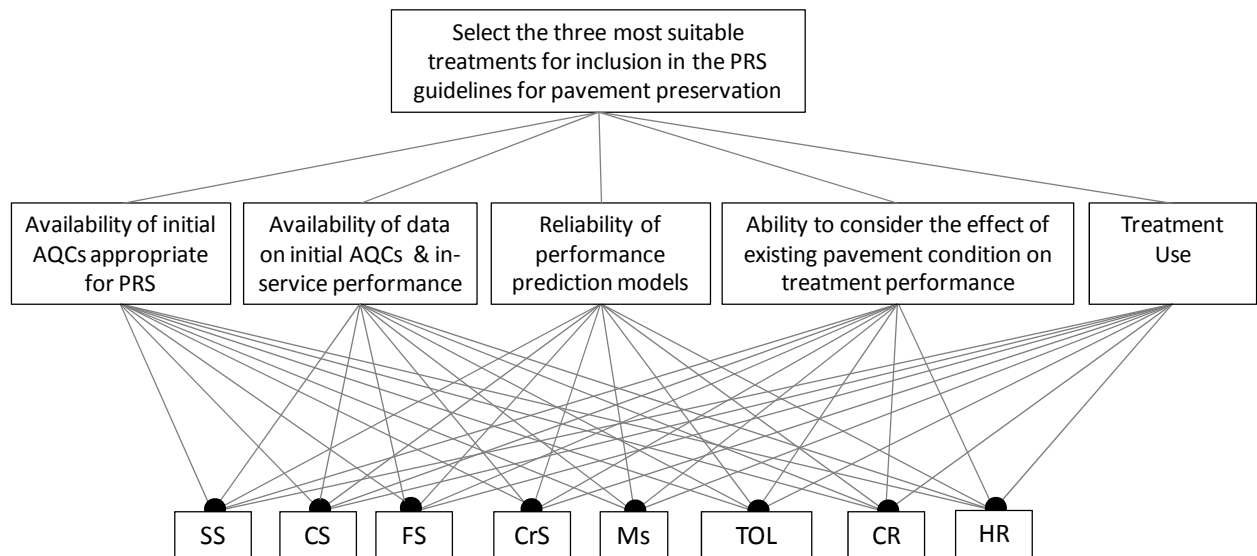 Select the three most suitable
treatments for inclusion in the PRS
guidelines for pavement preservation
Availability of initial
AQCs appropriate
for PRS
Availability of data
on initial AQCs & in-
service performance
Reliability of
performance
prediction models
Ability to consider the effect of
existing pavement condition on
treatment performance
Treatment
Use
SS
CS
FS
CrS
Ms
TOL
CR
HR